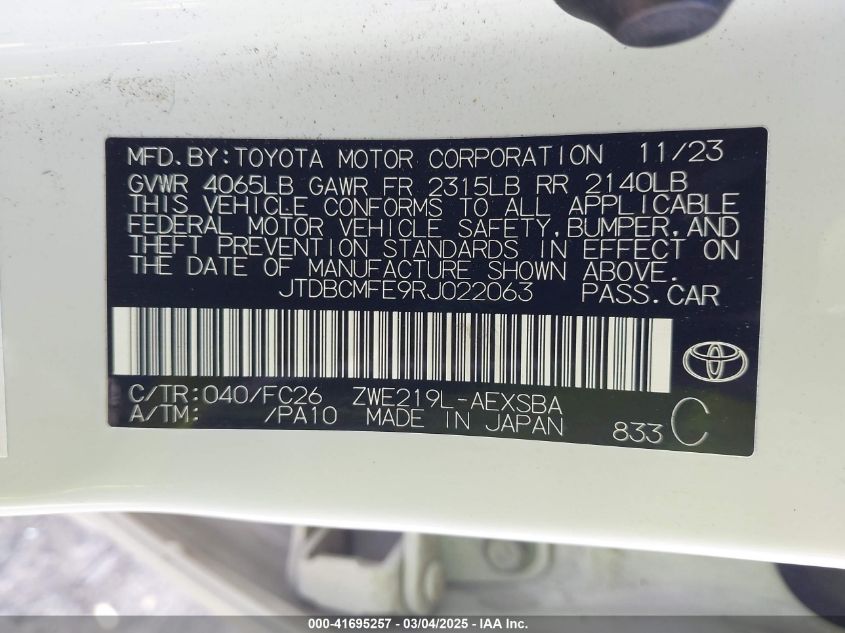 MFD.BY:TOYOTA MOTOR CORPORATION 11/23
GVWR 4065LB GAWR FR 2315LB RR 2140LB
THIS VEHICLE CONFORMS TO ALL APPLICABLE
FEDERAL MOTOR VEHICLE SAFETY,BUMPER,AND
THEFT PREVENTION STANDARDS IN EFFECT ON
THE DATE OF MANUFACTURE SHOWN ABOVE.
JTDBCMFE9RJ022063 PASS.CAR
C/TR:040/FC26 ZWE219L-AEXSBA
A/TM: /PA10 MADE IN JAPAN 833 C
000-41695257 - 03/04/2025 - IAA Inc.